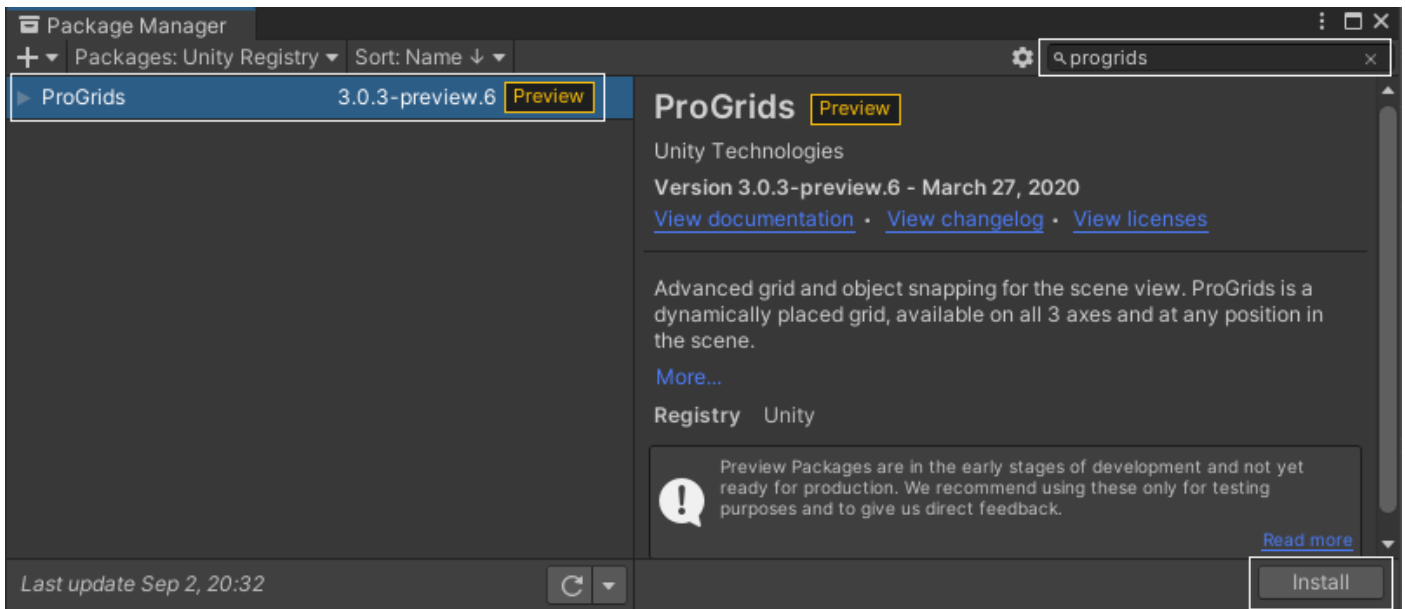 Package Manager
Packages: Unity Registry Sort: Name ↓
progrids
ProGrids 3.0.3-preview.6 Preview
ProGrids Preview
Unity Technologies
Version 3.0.3-preview.6 - March 27, 2020
View documentation • View changelog • View licenses
Advanced grid and object snapping for the scene view. ProGrids is a
dynamically placed grid, available on all 3 axes and at any position in
the scene.
More...
Registry Unity
Preview Packages are in the early stages of development and not yet
ready for production. We recommend using these only for testing
purposes and to give us direct feedback.
Read more
Last update Sep 2, 20:32
Install